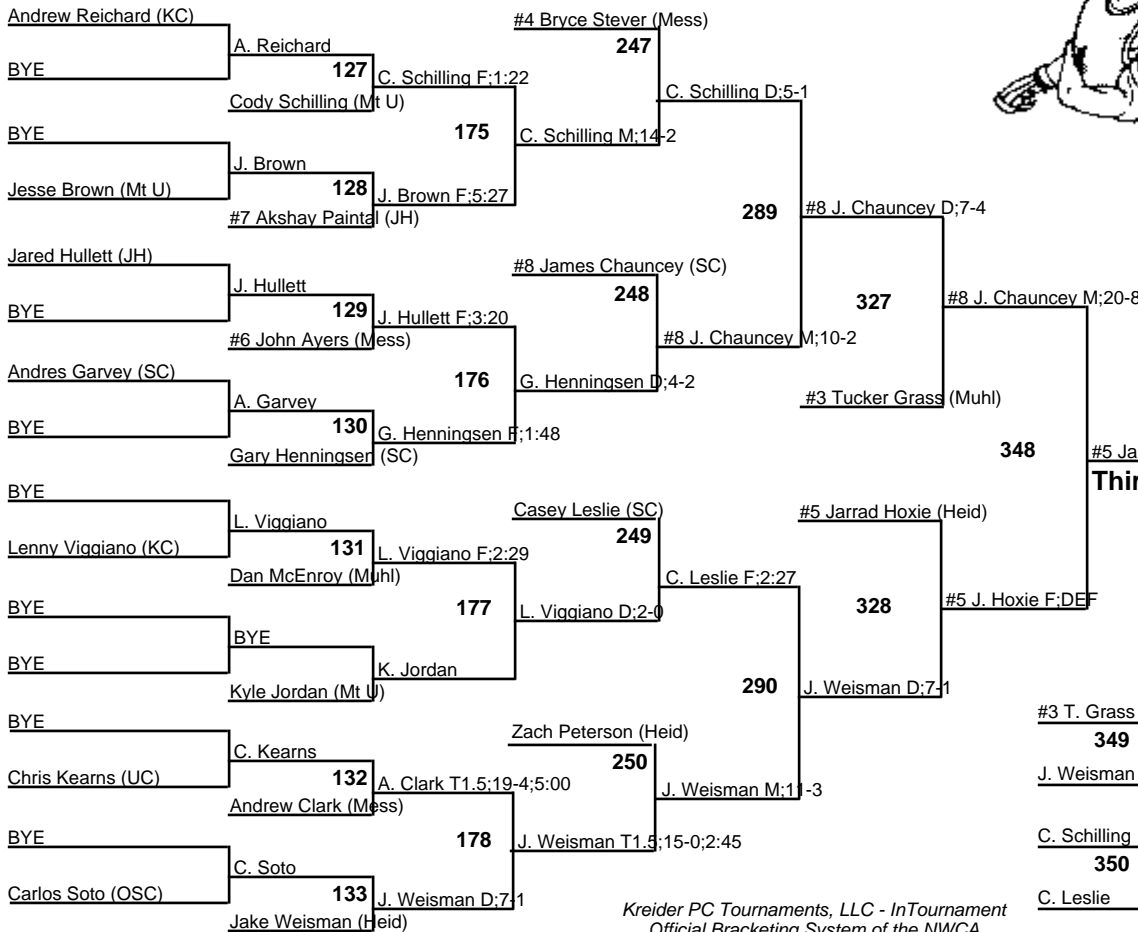 Andrew Reichard (KC)
BYE
BYE
Jesse Brown (Mt U)
Jared Hullett (JH)
BYE
Andres Garvey (SC)
BYE
BYE
Lenny Viggiano (KC)
BYE
BYE
BYE
Chris Kearns (UC)
BYE
Carlos Soto (OSC)
A. Reichard
127
Cody Schilling (Mt U)
J. Brown
128
#7 Akshay Paintal (JH)
J. Hullett
129
#6 John Ayers (Mess)
A. Garvey
130
Gary Henningsen (SC)
L. Viggiano
131
Dan McEnroy (Muhl)
BYE
Kyle Jordan (Mt U)
C. Kearns
132
Andrew Clark (Mess)
C. Soto
133
Jake Weisman (Heid)
C. Schilling F;1:22
175
J. Brown F;5:27
J. Hullett F;3:20
176
G. Henningsen F;1:48
L. Viggiano F;2:29
177
K. Jordan
A. Clark T1.5;19-4;5:00
178
J. Weisman D;7-1
#4 Bryce Stever (Mess)
247
C. Schilling M;14-2
#8 James Chauncey (SC)
248
G. Henningsen D;4-2
Casey Leslie (SC)
249
L. Viggiano D;2-0
Zach Peterson (Heid)
250
J. Weisman T1.5;15-0;2:45
C. Schilling D;5-1
289
#8 J. Chauncey M;10-2
C. Leslie F;2:27
290
J. Weisman M;11-3
#8 J. Chauncey D;7-4
327
#3 Tucker Grass (Muhl)
#5 Jarrad Hoxie (Heid)
328
J. Weisman D;7-1
#8 J. Chauncey M;20-8
348
#5 J. Hoxie F;DEF
#5 Ja
Thir
#3 T. Grass
349
J. Weisman
C. Schilling
350
C. Leslie
Kreider PC Tournaments, LLC - InTournament
Official Bracketing System of the NWCA